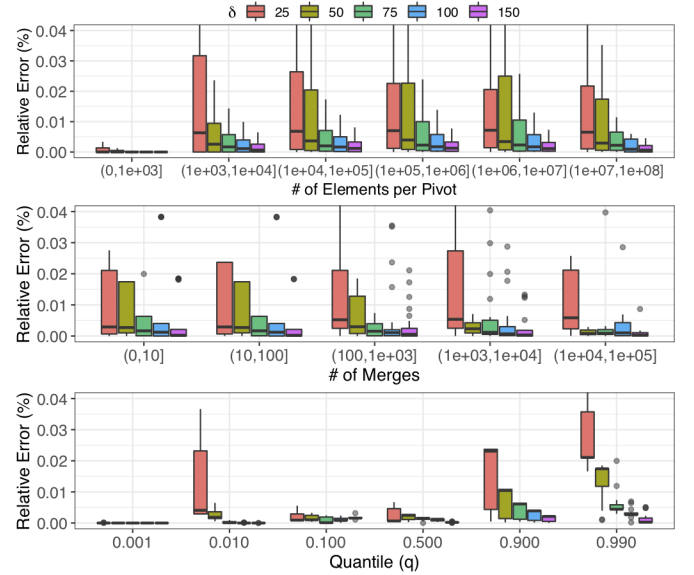 δ 25 50 75 100 150
Relative Error (%)
0.04
0.03
0.02
0.01
0.00
(0,1e+03] (1e+03,1e+04] (1e+04,1e+05] (1e+05,1e+06] (1e+06,1e+07] (1e+07,1e+08]
# of Elements per Pivot
Relative Error (%)
0.04
0.03
0.02
0.01
0.00
(0,10] (10,100] (100,1e+03] (1e+03,1e+04] (1e+04,1e+05]
# of Merges
Relative Error (%)
0.04
0.03
0.02
0.01
0.00
0.001 0.010 0.100 0.500 0.900 0.990
Quantile (q)